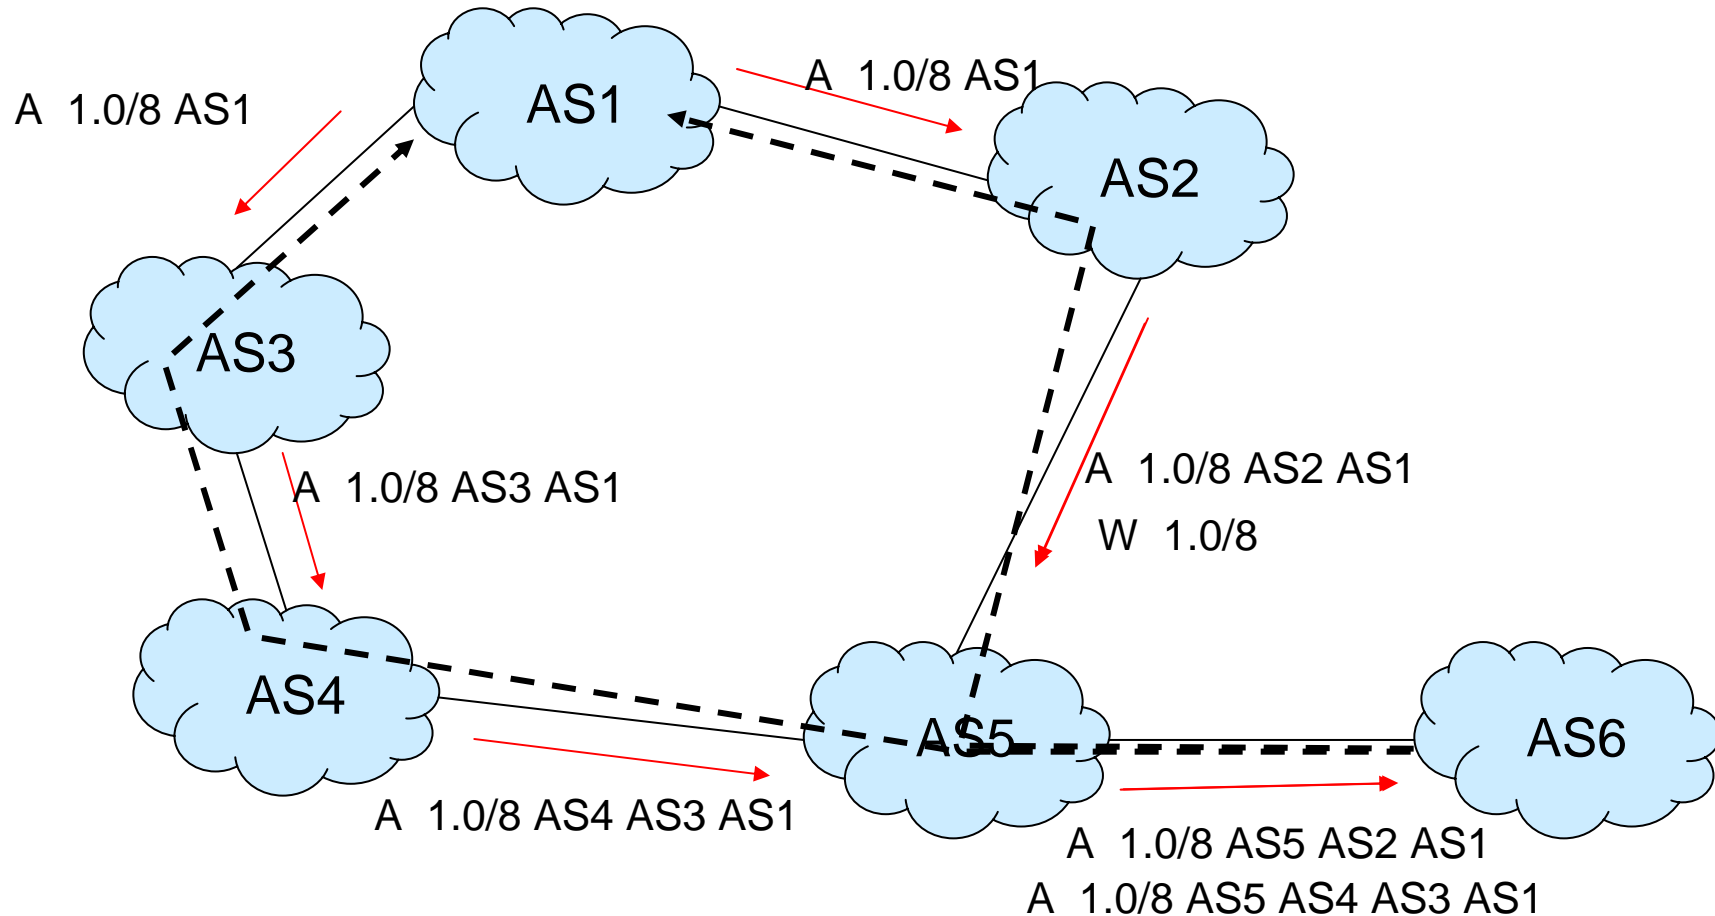 A 1.0/8 AS1
AS1
A 1.0/8 AS1
AS2
AS3
A 1.0/8 AS3 AS1
A 1.0/8 AS2 AS1
W 1.0/8
AS4
AS5
AS6
A 1.0/8 AS4 AS3 AS1
A 1.0/8 AS5 AS2 AS1
A 1.0/8 AS5 AS4 AS3 AS1